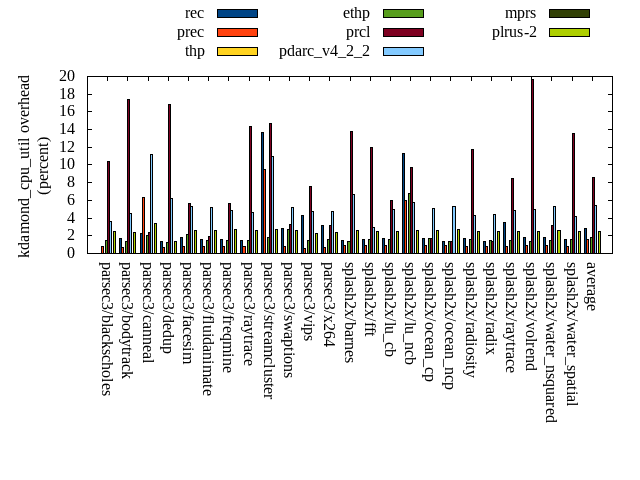 rec
prec
thp
ethp
prcl
pdarc_v4_2_2
mprs
plrus-2
kdamond_cpu_util overhead
(percent)
20
18
16
14
12
10
8
6
4
2
0
parsec3/blackscholes
parsec3/bodytrack
parsec3/canneal
parsec3/dedup
parsec3/facesim
parsec3/fluidanimate
parsec3/freqmine
parsec3/raytrace
parsec3/streamcluster
parsec3/swaptions
parsec3/vips
parsec3/x264
splash2x/barnes
splash2x/fft
splash2x/lu_cb
splash2x/lu_ncb
splash2x/ocean_cp
splash2x/ocean_ncp
splash2x/radiosity
splash2x/radix
splash2x/raytrace
splash2x/volrend
splash2x/water_nsquared
splash2x/water_spatial
average